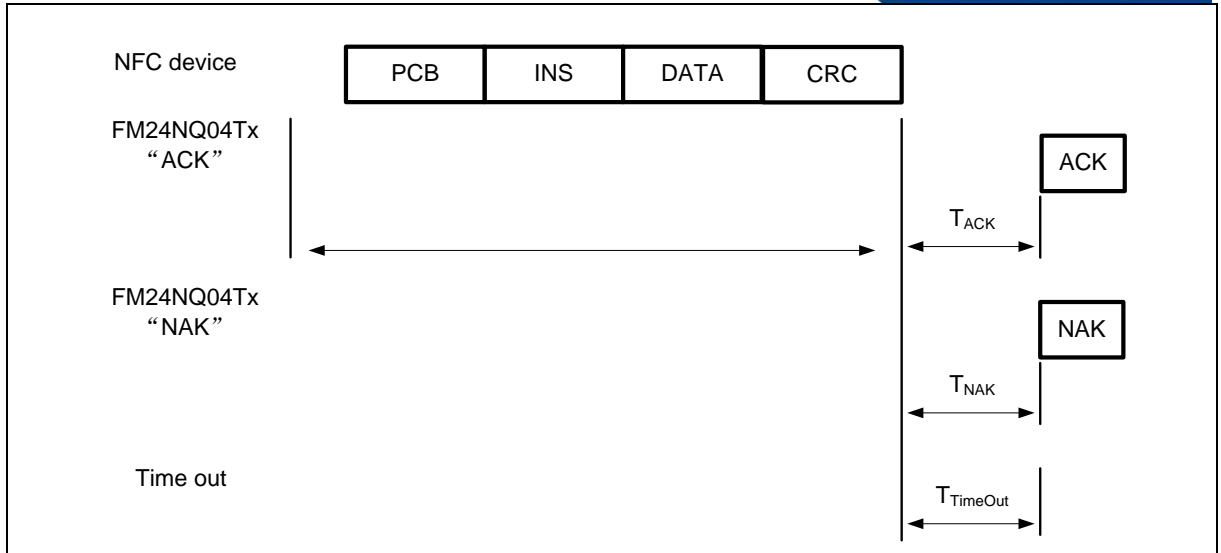 NFC device
PCB INS DATA CRC
FM24NQ04Tx
“ACK”
ACK
TACK
FM24NQ04Tx
“NAK”
NAK
TNAK
Time out
TTimeOut